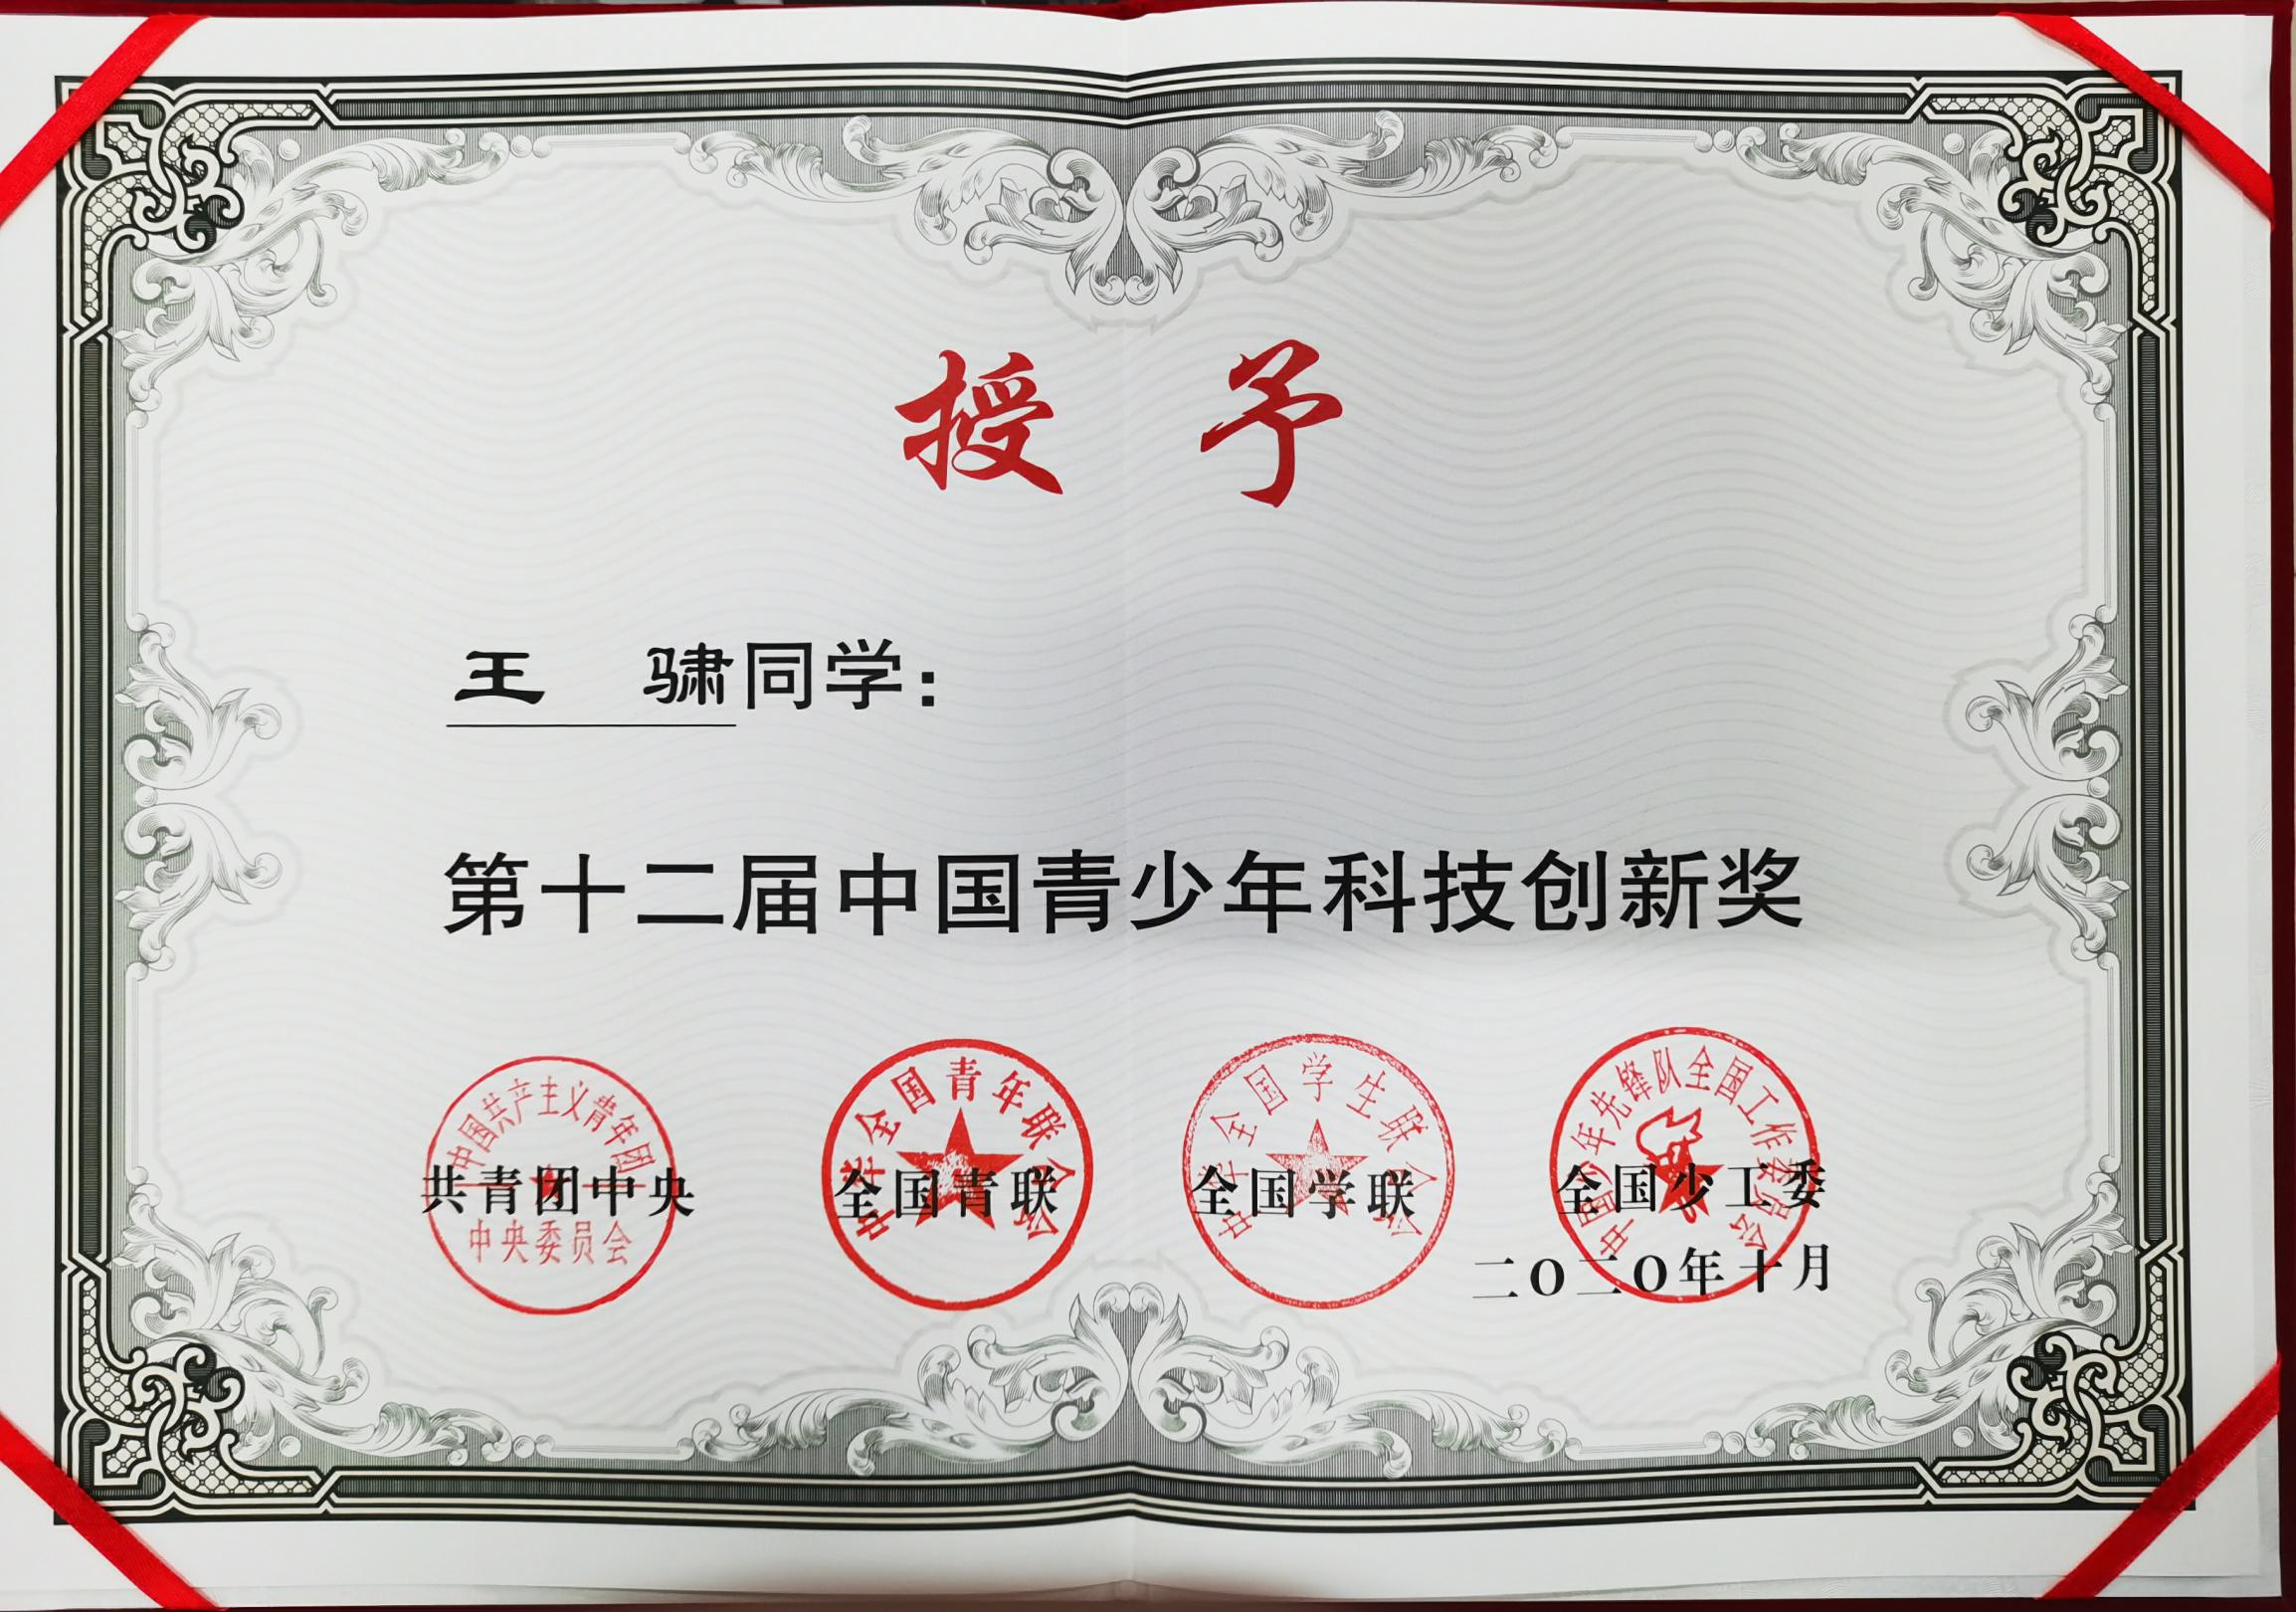 授 予
王 骕同学：
第十二届中国青少年科技创新奖
中国共产主义青年团
中央委员会
共青团中央
中华全国青年联合会
全国青联
中华全国学生联合会
全国学联
中国少年先锋队全国工作委员会
全国少工委
二〇二〇年十月